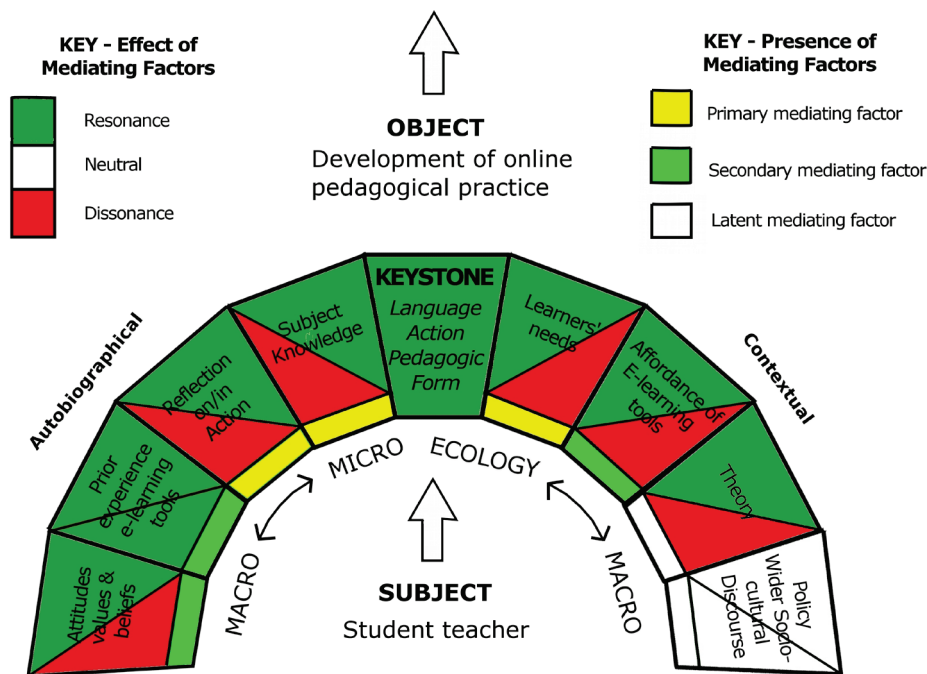 KEY - Effect of
Mediating Factors
Resonance
Neutral
Dissonance
KEY - Presence of
Mediating Factors
Primary mediating factor
Secondary mediating factor
Latent mediating factor
OBJECT
Development of online
pedagogical practice
Autobiographical
Contextual
Attitudes
values &
beliefs
Prior
experience
e-learning
tools
Reflection
on/in
Action
Subject
Knowledge
KEYSTONE
Language
Action
Pedagogic
Form
Learners'
needs
Affordance of
E-learning
tools
Theory
Policy
Wider Socio-
cultural
Discourse
MACRO
MICRO
ECOLOGY
MACRO
SUBJECT
Student teacher